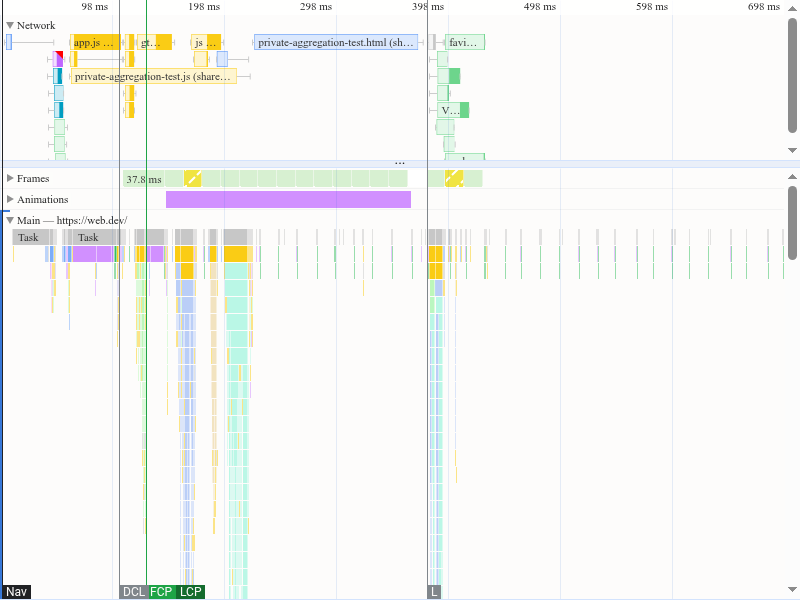 98 ms 198 ms 298 ms 398 ms 498 ms 598 ms 698 ms
Network
app.js … gt… js … private-aggregation-test.html (sh… favi…
private-aggregation-test.js (share…
V…
...
Frames 37.8 ms
Animations
Main — https://web.dev/
Task Task
Nav DCL FCP LCP L